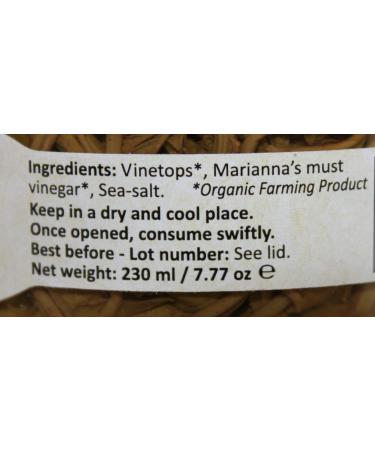 Ingredients: Vinetops*, Marianna's must
vinegar*, Sea-salt. *Organic Farming Product
Keep in a dry and cool place.
Once opened, consume swiftly.
Best before - Lot number: See lid.
Net weight: 230 ml / 7.77 oz ℮